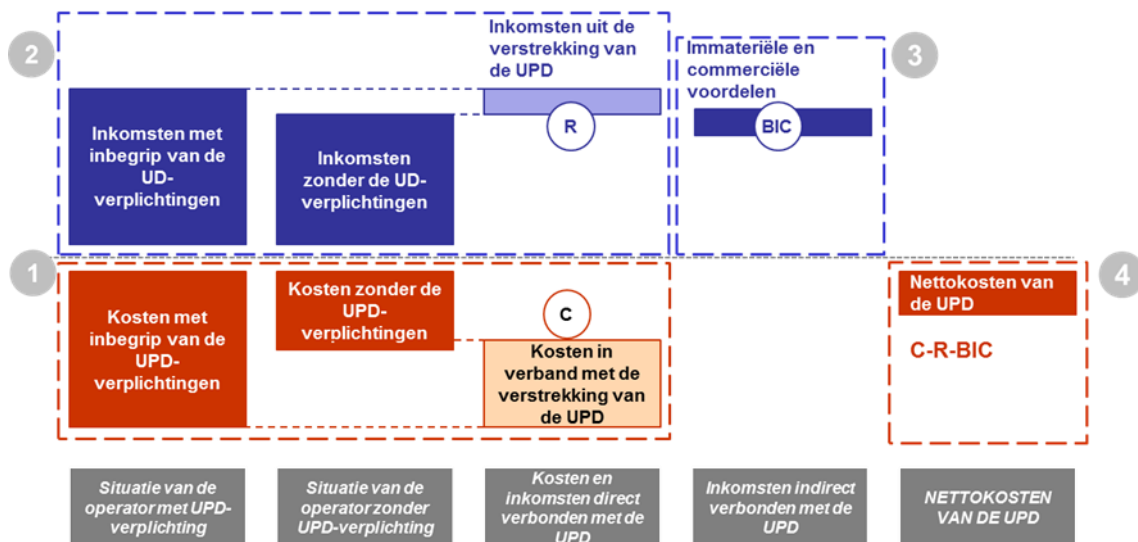 2
Inkomsten uit de
verstrekking van
de UPD
Immateriële en
commerciële
voordelen
3
Inkomsten met
inbegrip van de
UD-
verplichtingen
Inkomsten
zonder de UD-
verplichtingen
R
BIC
1
Kosten met
inbegrip van de
UPD-
verplichtingen
Kosten zonder de
UPD-
verplichtingen
C
Kosten in
verband met de
verstrekking van
de UPD
Nettokosten van
de UPD
4
C-R-BIC
Situatie van de
operator met UPD-
verplichting
Situatie van de
operator zonder
UPD-verplichting
Kosten en
inkomsten direct
verbonden met de
UPD
Inkomsten indirect
verbonden met de
UPD
NETTOKOSTEN
VAN DE UPD